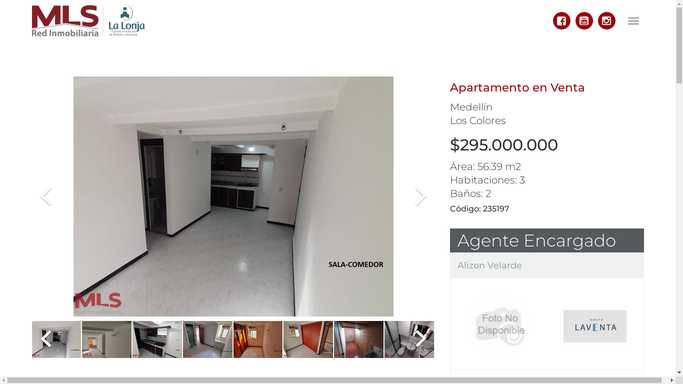 MLS
Red Inmobiliaria
La Lonja
Apartamento en Venta
Medellín
Los Colores
$295.000.000
Área: 56.39 m2
Habitaciones: 3
Baños: 2
Código: 235197
SALA-COMEDOR
MLS
Agente Encargado
Alizon Velarde
Foto No
Disponible
LAVENTA